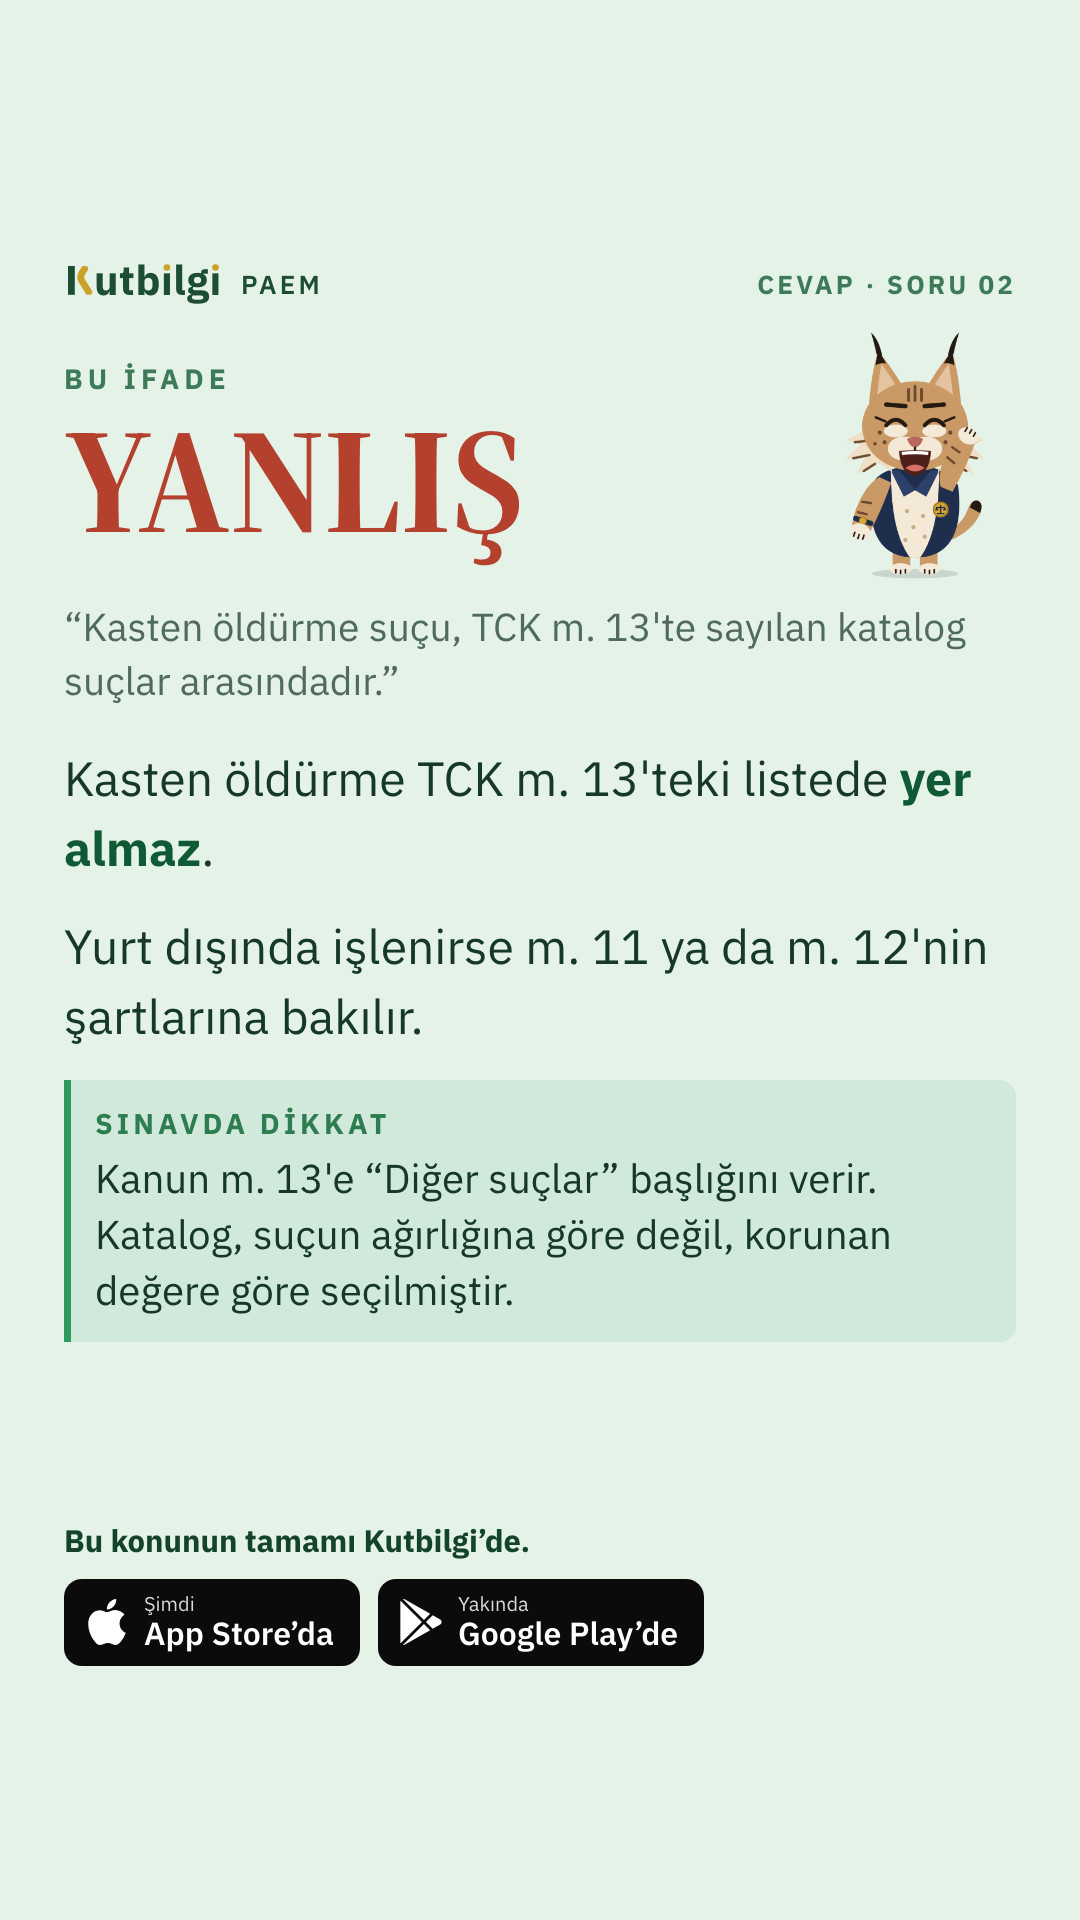 Kutbilgi PAEM
CEVAP · SORU 02
BU İFADE
YANLIŞ
“Kasten öldürme suçu, TCK m. 13'te sayılan katalog
suçlar arasındadır.”
Kasten öldürme TCK m. 13'teki listede yer
almaz.
Yurt dışında işlenirse m. 11 ya da m. 12'nin
şartlarına bakılır.
SINAVDA DİKKAT
Kanun m. 13'e “Diğer suçlar” başlığını verir.
Katalog, suçun ağırlığına göre değil, korunan
değere göre seçilmiştir.
Bu konunun tamamı Kutbilgi’de.
Şimdi
App Store’da
Yakında
Google Play’de